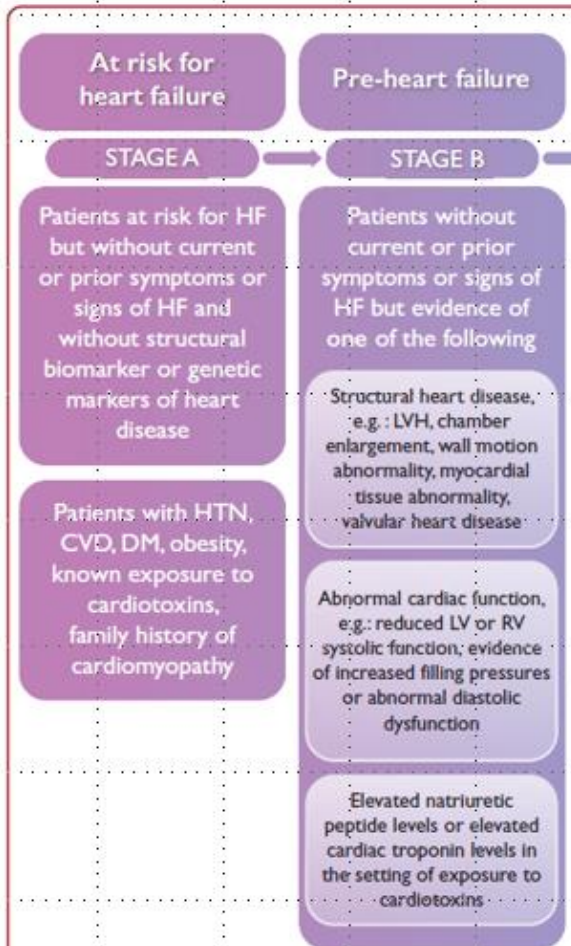 At risk for
heart failure
STAGE A
Patients at risk for HF
but without current
or prior symptoms or
signs of HF and
without structural
biomarker or genetic
markers of heart
disease
Patients with HTN,
CVD, DM, obesity,
known exposure to
cardiotoxins,
family history of
cardiomyopathy
Pre-heart failure
STAGE B
Patients without
current or prior
symptoms or signs of
HF but evidence of
one of the following
Structural heart disease,
e.g. : LVH, chamber
enlargement, wall motion
abnormality, myocardial
tissue abnormality,
valvular heart disease
Abnormal cardiac function,
e.g.: reduced LV or RV
systolic function, evidence
of increased filling pressures
or abnormal diastolic
dysfunction
Elevated natriuretic
peptide levels or elevated
cardiac troponin levels in
the setting of exposure to
cardiotoxins